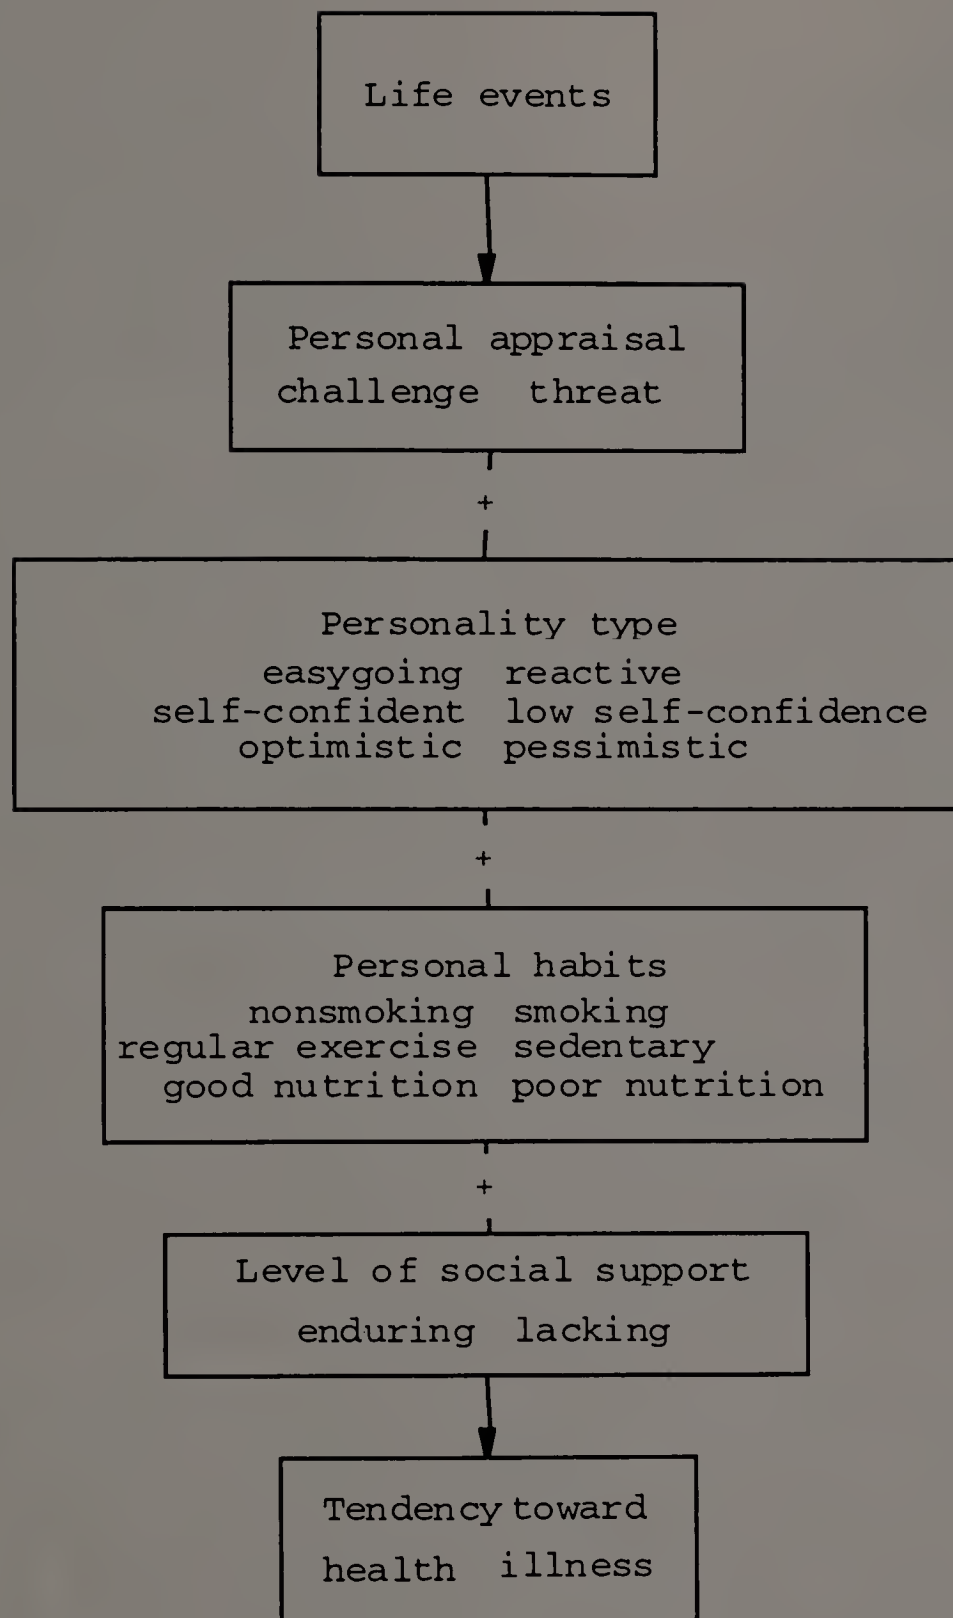 Life events
Personal appraisal
challenge threat
+
Personality type
easygoing reactive
self-confident low self-confidence
optimistic pessimistic
+
Personal habits
nonsmoking smoking
regular exercise sedentary
good nutrition poor nutrition
+
Level of social support
enduring lacking
Tendency toward
health illness